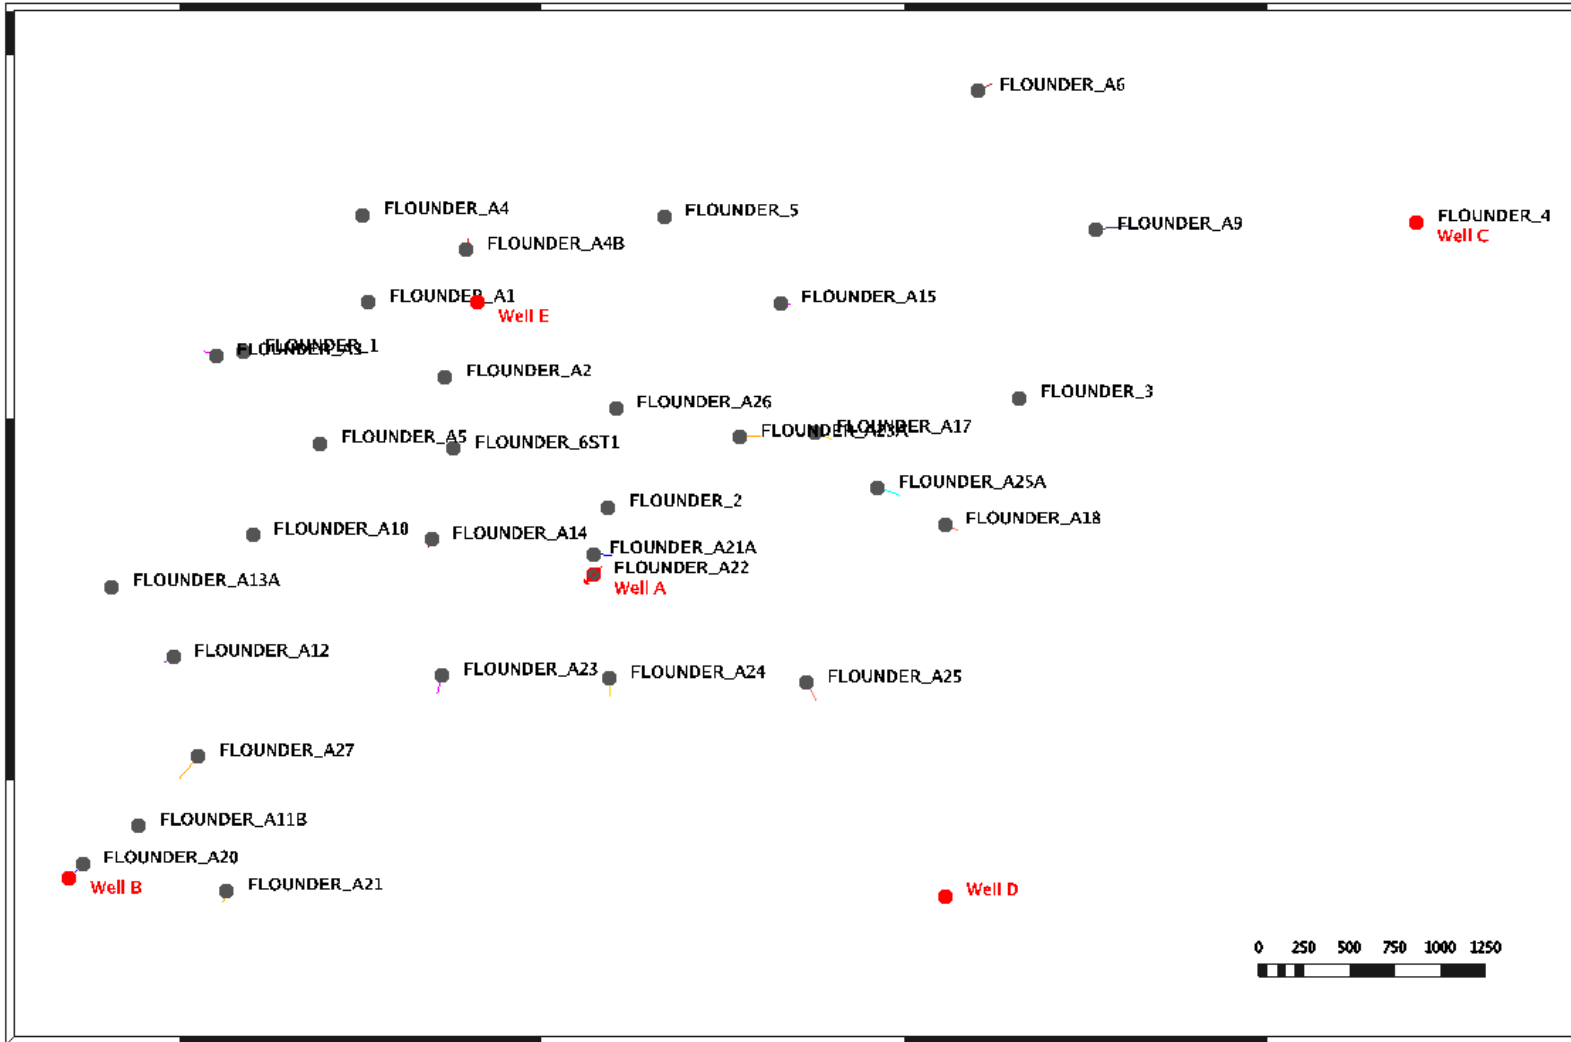 FLOUNDER_A6
FLOUNDER_A4
FLOUNDER_5
FLOUNDER_4
FLOUNDER_A9
Well C
FLOUNDER_A4B
FLOUNDER_A1
FLOUNDER_A15
Well E
FLOUNDER_1
FLOUNDER_A3
FLOUNDER_A2
FLOUNDER_3
FLOUNDER_A26
FLOUNDER_A17
FLOUNDER_A23A
FLOUNDER_A5
FLOUNDER_6ST1
FLOUNDER_A25A
FLOUNDER_2
FLOUNDER_A18
FLOUNDER_A10
FLOUNDER_A14
FLOUNDER_A21A
FLOUNDER_A22
FLOUNDER_A13A
Well A
FLOUNDER_A12
FLOUNDER_A23
FLOUNDER_A24
FLOUNDER_A25
FLOUNDER_A27
FLOUNDER_A11B
FLOUNDER_A20
Well B
FLOUNDER_A21
Well D
0 250 500 750 1000 1250